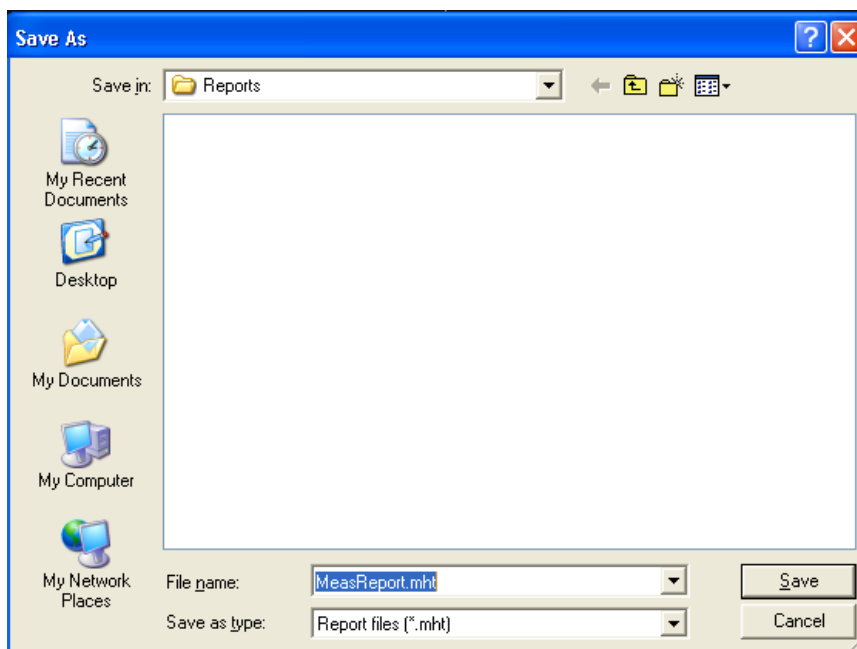 Save As
Save in: Reports
My Recent
Documents
Desktop
My Documents
My Computer
My Network
Places
File name: MeasReport.mht Save
Save as type: Report files (*.mht) Cancel